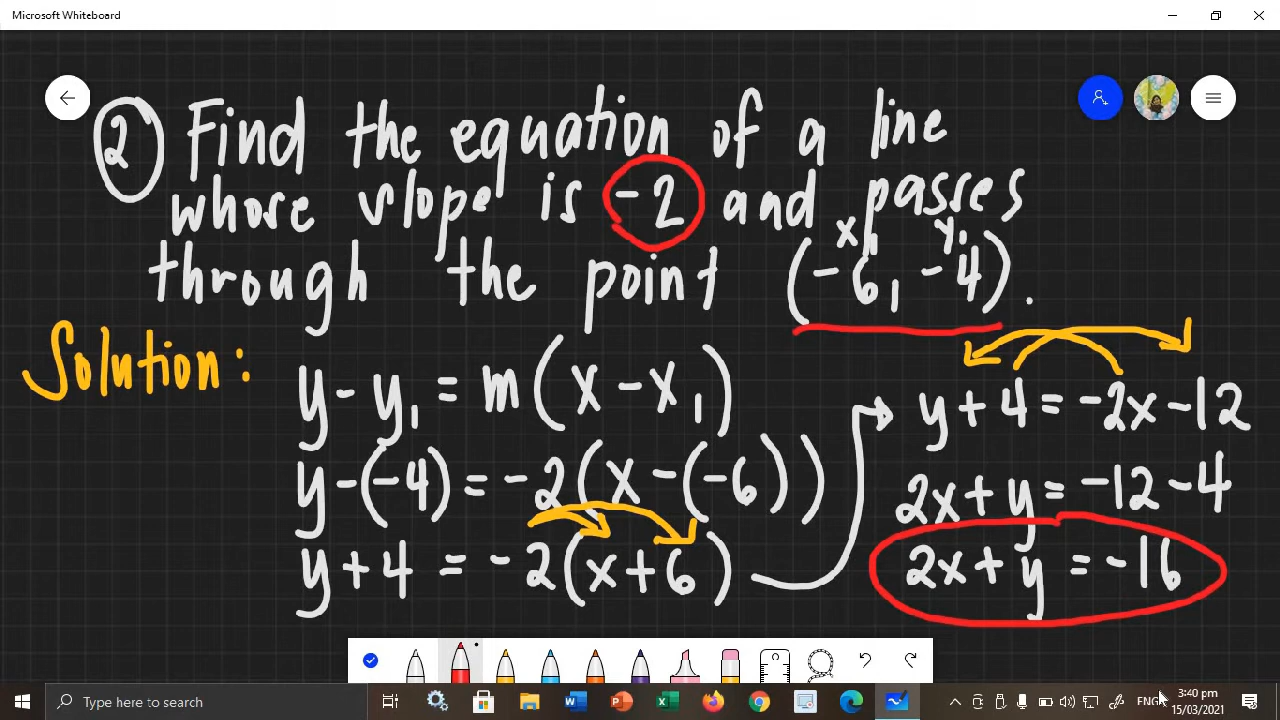 Microsoft Whiteboard
② Find the equation of a line
whose slope is -2 and passes
x₁ y₁
through the point (-6, -4).
Solution:
y - y₁ = m(x - x₁)
y - (-4) = -2(x - (-6))
y + 4 = -2(x + 6)
y + 4 = -2x - 12
2x + y = -12 - 4
2x + y = -16
Type here to search
ENG
3:40 pm
15/03/2021